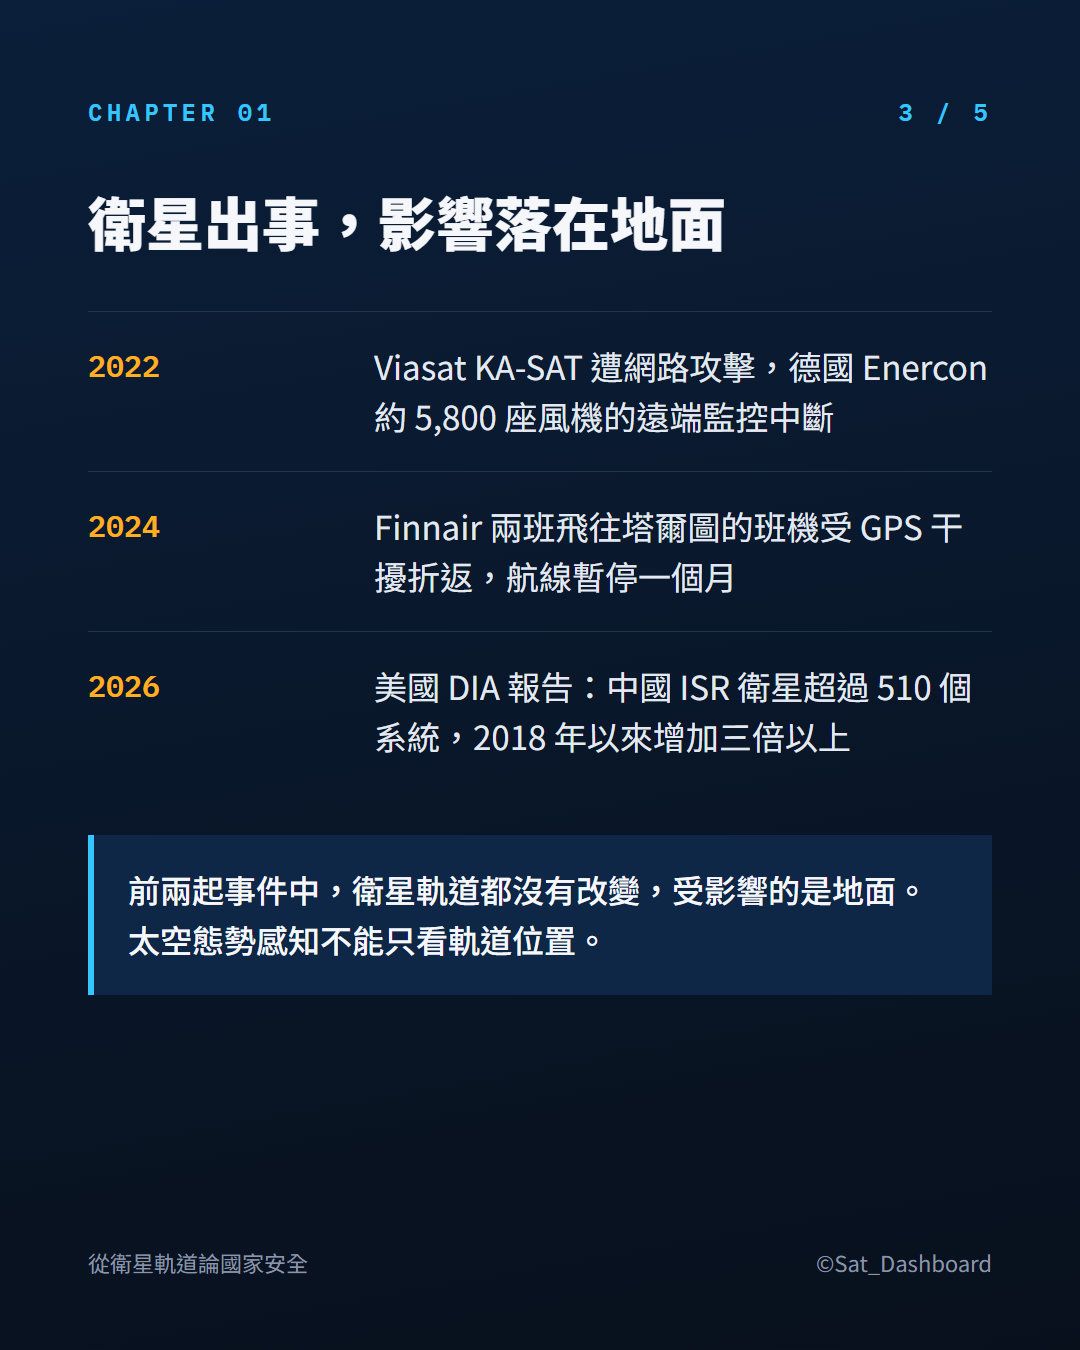 CHAPTER 01
3 / 5
衛星出事，影響落在地面
2022
Viasat KA-SAT 遭網路攻擊，德國 Enercon
約 5,800 座風機的遠端監控中斷
2024
Finnair 兩班飛往塔爾圖的班機受 GPS 干
擾折返，航線暫停一個月
2026
美國 DIA 報告：中國 ISR 衛星超過 510 個
系統，2018 年以來增加三倍以上
前兩起事件中，衛星軌道都沒有改變，受影響的是地面。
太空態勢感知不能只看軌道位置。
從衛星軌道論國家安全
©Sat_Dashboard